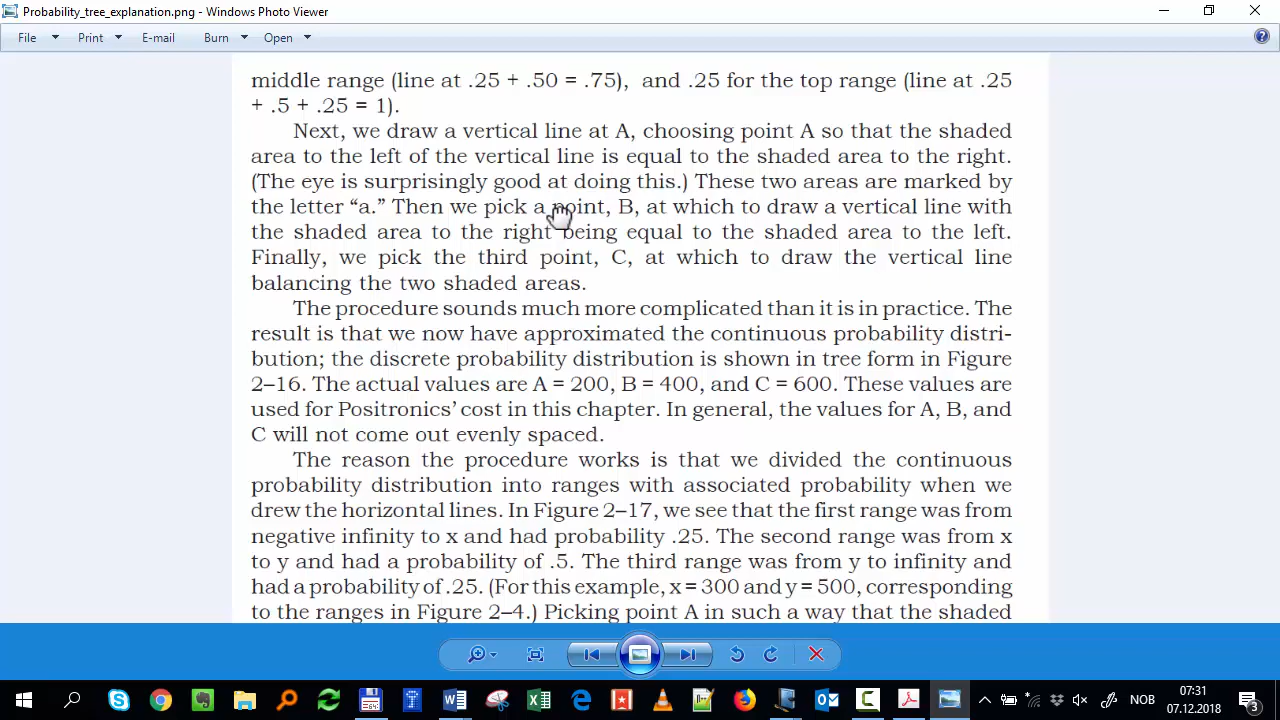 Probability_tree_explanation.png - Windows Photo Viewer
File Print E-mail Burn Open
middle range (line at .25 + .50 = .75), and .25 for the top range (line at .25
+ .5 + .25 = 1).
Next, we draw a vertical line at A, choosing point A so that the shaded
area to the left of the vertical line is equal to the shaded area to the right.
(The eye is surprisingly good at doing this.) These two areas are marked by
the letter “a.” Then we pick a point, B, at which to draw a vertical line with
the shaded area to the right being equal to the shaded area to the left.
Finally, we pick the third point, C, at which to draw the vertical line
balancing the two shaded areas.
The procedure sounds much more complicated than it is in practice. The
result is that we now have approximated the continuous probability distri-
bution; the discrete probability distribution is shown in tree form in Figure
2–16. The actual values are A = 200, B = 400, and C = 600. These values are
used for Positronics’ cost in this chapter. In general, the values for A, B, and
C will not come out evenly spaced.
The reason the procedure works is that we divided the continuous
probability distribution into ranges with associated probability when we
drew the horizontal lines. In Figure 2–17, we see that the first range was from
negative infinity to x and had probability .25. The second range was from x
to y and had a probability of .5. The third range was from y to infinity and
had a probability of .25. (For this example, x = 300 and y = 500, corresponding
to the ranges in Figure 2–4.) Picking point A in such a way that the shaded
NOB
07:31
07.12.2018
3